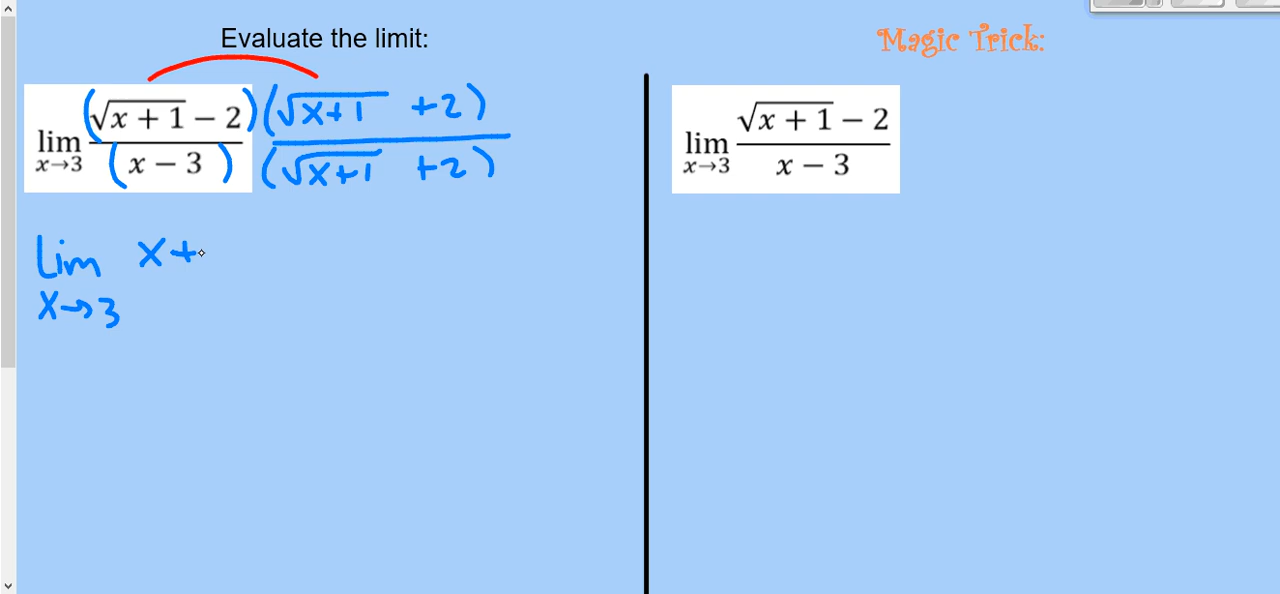 Evaluate the limit:
lim x→3 (√x + 1 − 2)(√x+1 +2) / (x − 3)(√x+1 +2)
lim x+
x→3
Magic Trick:
lim x→3 √x + 1 − 2 / x − 3